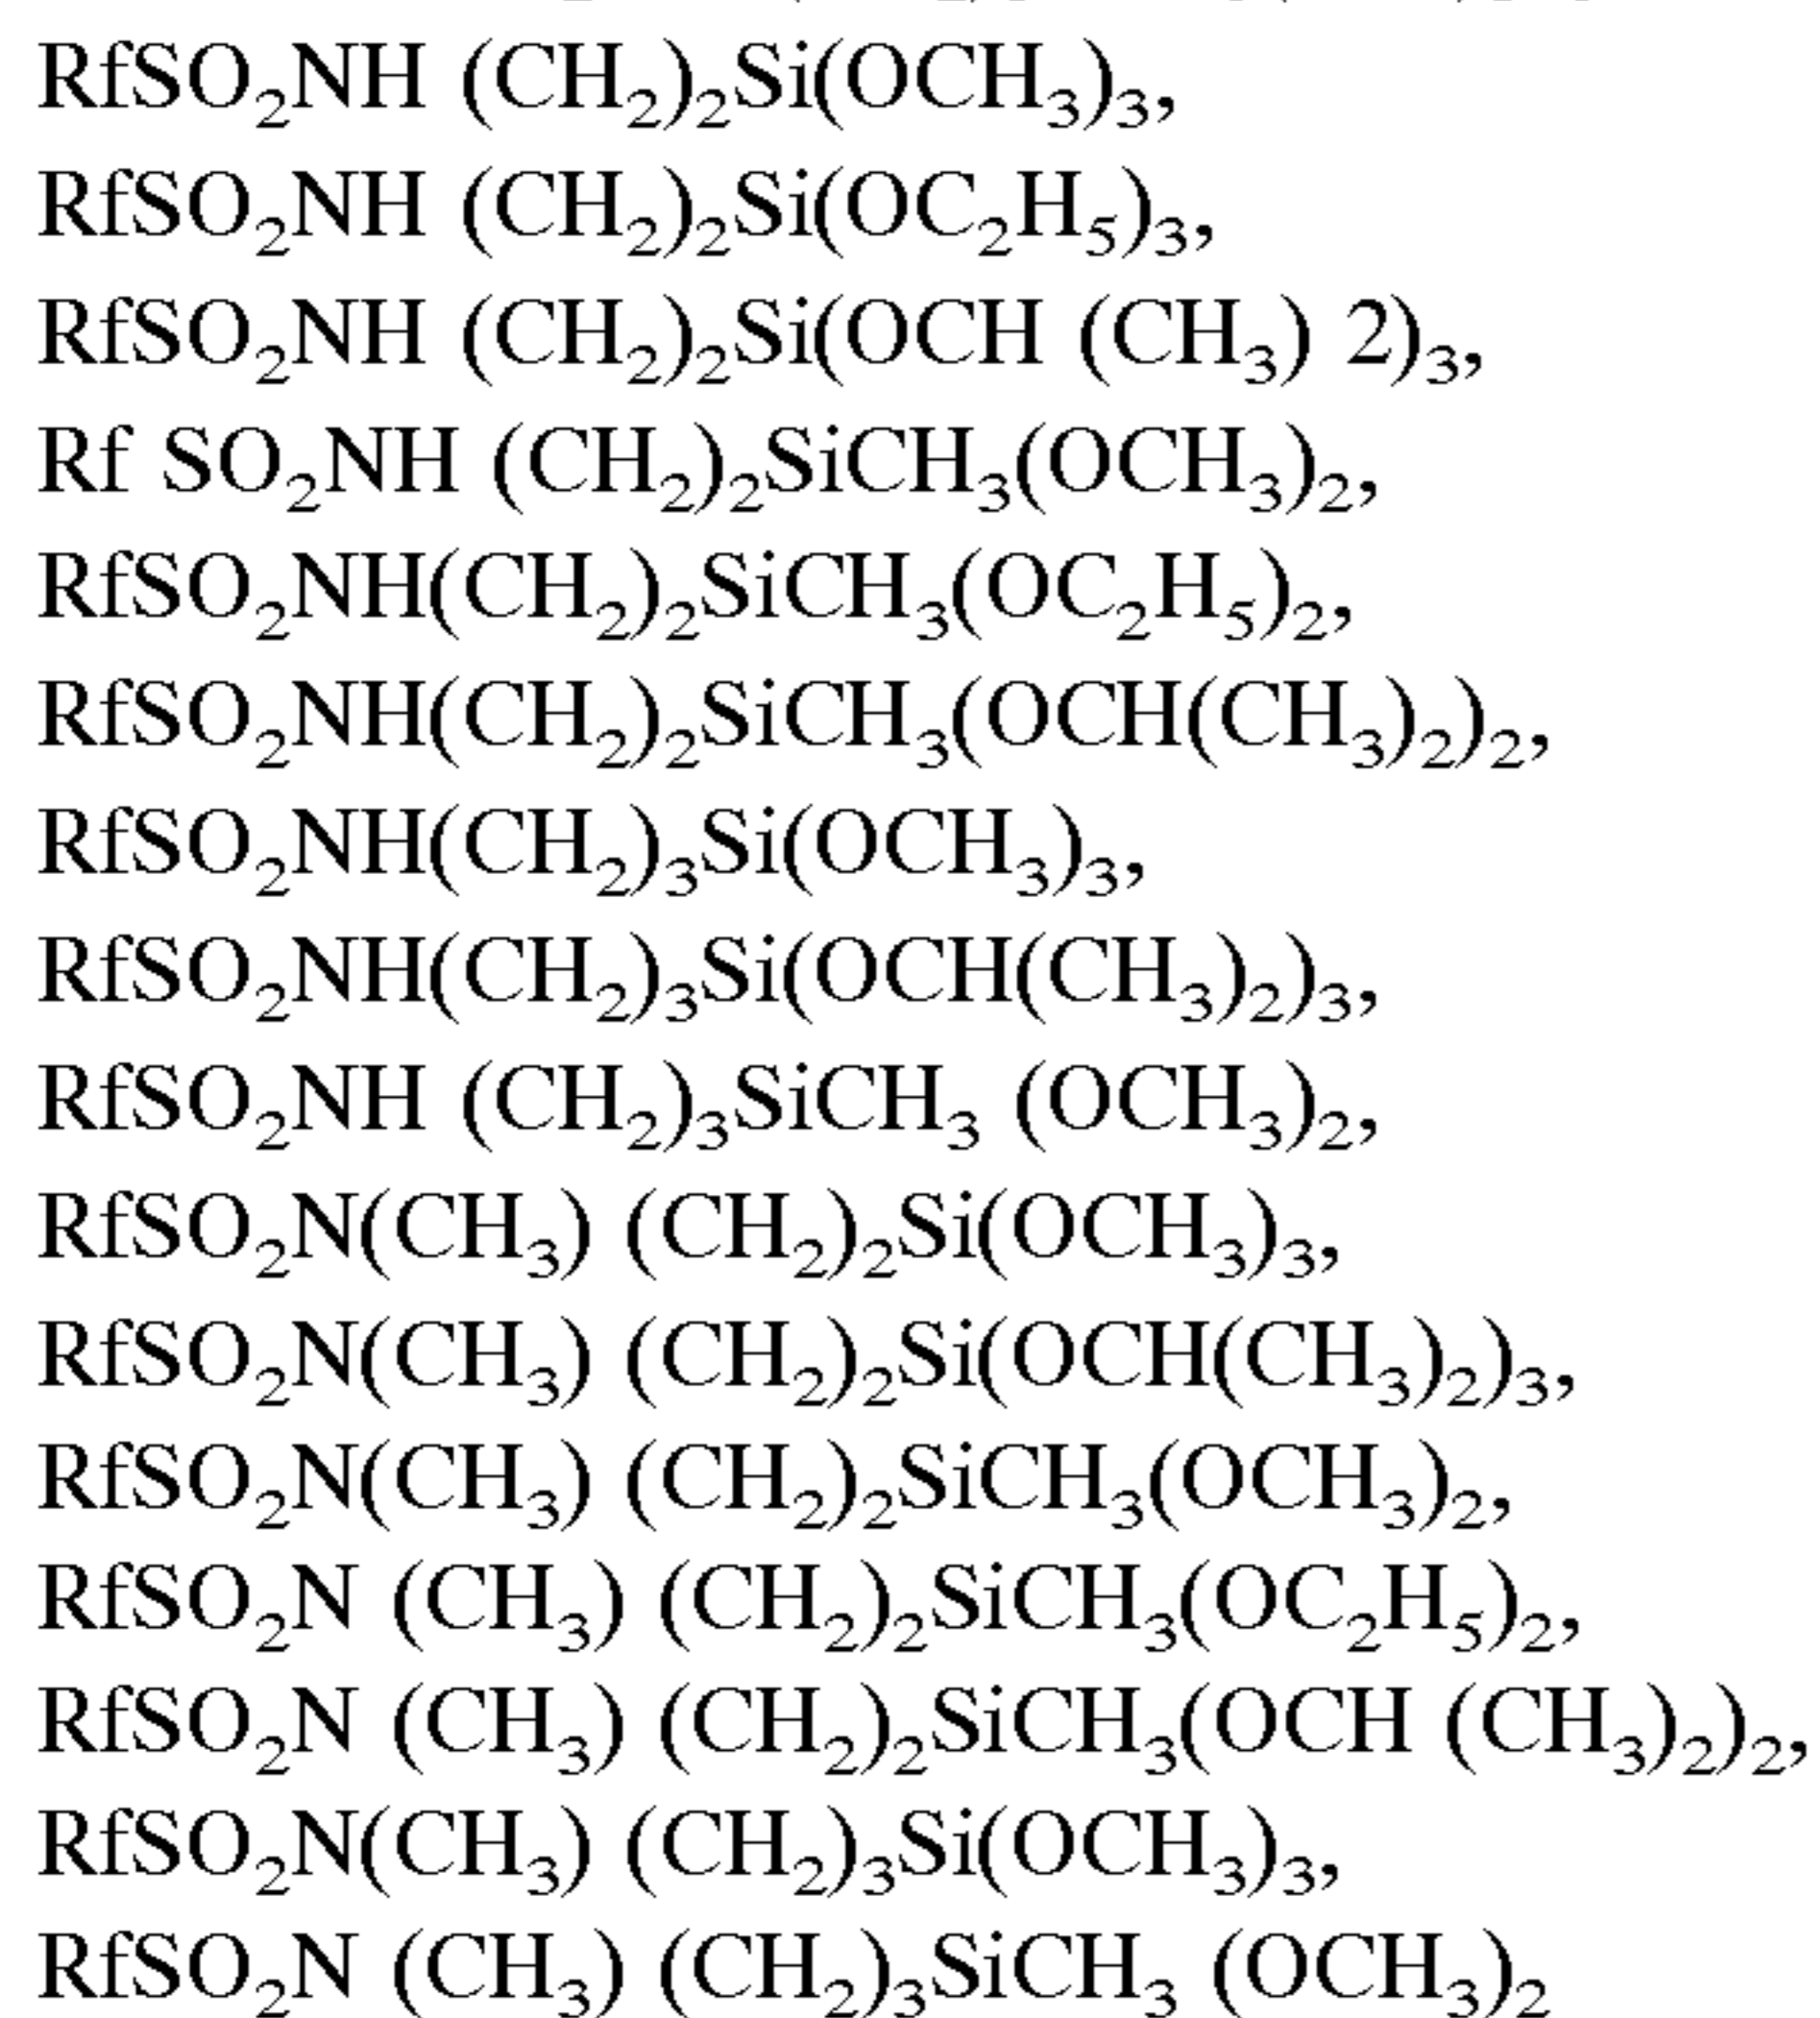 RfSO₂NH (CH₂)₂Si(OCH₃)₃,
RfSO₂NH (CH₂)₂Si(OC₂H₅)₃,
RfSO₂NH (CH₂)₂Si(OCH (CH₃) 2)₃,
Rf SO₂NH (CH₂)₂SiCH₃(OCH₃)₂,
RfSO₂NH(CH₂)₂SiCH₃(OC₂H₅)₂,
RfSO₂NH(CH₂)₂SiCH₃(OCH(CH₃)₂)₂,
RfSO₂NH(CH₂)₃Si(OCH₃)₃,
RfSO₂NH(CH₂)₃Si(OCH(CH₃)₂)₃,
RfSO₂NH (CH₂)₃SiCH₃ (OCH₃)₂,
RfSO₂N(CH₃) (CH₂)₂Si(OCH₃)₃,
RfSO₂N(CH₃) (CH₂)₂Si(OCH(CH₃)₂)₃,
RfSO₂N(CH₃) (CH₂)₂SiCH₃(OCH₃)₂,
RfSO₂N (CH₃) (CH₂)₂SiCH₃(OC₂H₅)₂,
RfSO₂N (CH₃) (CH₂)₂SiCH₃(OCH (CH₃)₂)₂,
RfSO₂N(CH₃) (CH₂)₃Si(OCH₃)₃,
RfSO₂N (CH₃) (CH₂)₃SiCH₃ (OCH₃)₂